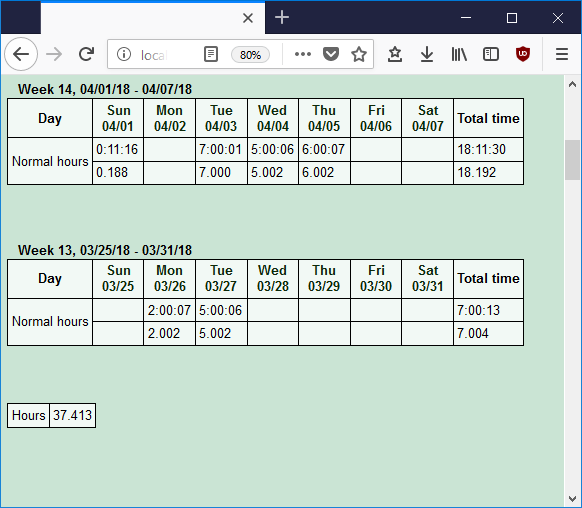 loca
80%
Week 14, 04/01/18 - 04/07/18
Day Sun 04/01 Mon 04/02 Tue 04/03 Wed 04/04 Thu 04/05 Fri 04/06 Sat 04/07 Total time
Normal hours 0:11:16 7:00:01 5:00:06 6:00:07 18:11:30
0.188 7.000 5.002 6.002 18.192
Week 13, 03/25/18 - 03/31/18
Day Sun 03/25 Mon 03/26 Tue 03/27 Wed 03/28 Thu 03/29 Fri 03/30 Sat 03/31 Total time
Normal hours 2:00:07 5:00:06 7:00:13
2.002 5.002 7.004
Hours 37.413